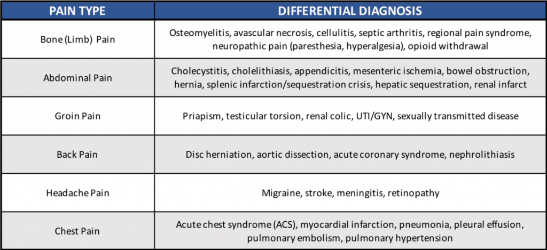 PAIN TYPE
DIFFERENTIAL DIAGNOSIS
Bone (Limb) Pain
Osteomyelitis, avascular necrosis, cellulitis, septic arthritis, regional pain syndrome,
neuropathic pain (paresthesia, hyperalgesia), opioid withdrawal
Abdominal Pain
Cholecystitis, cholelithiasis, appendicitis, mesenteric ischemia, bowel obstruction,
hernia, splenic infarction/sequestration crisis, hepatic sequestration, renal infarct
Groin Pain
Priapism, testicular torsion, renal colic, UTI/GYN, sexually transmitted disease
Back Pain
Disc herniation, aortic dissection, acute coronary syndrome, nephrolithiasis
Headache Pain
Migraine, stroke, meningitis, retinopathy
Chest Pain
Acute chest syndrome (ACS), myocardial infarction, pneumonia, pleural effusion,
pulmonary embolism, pulmonary hypertension